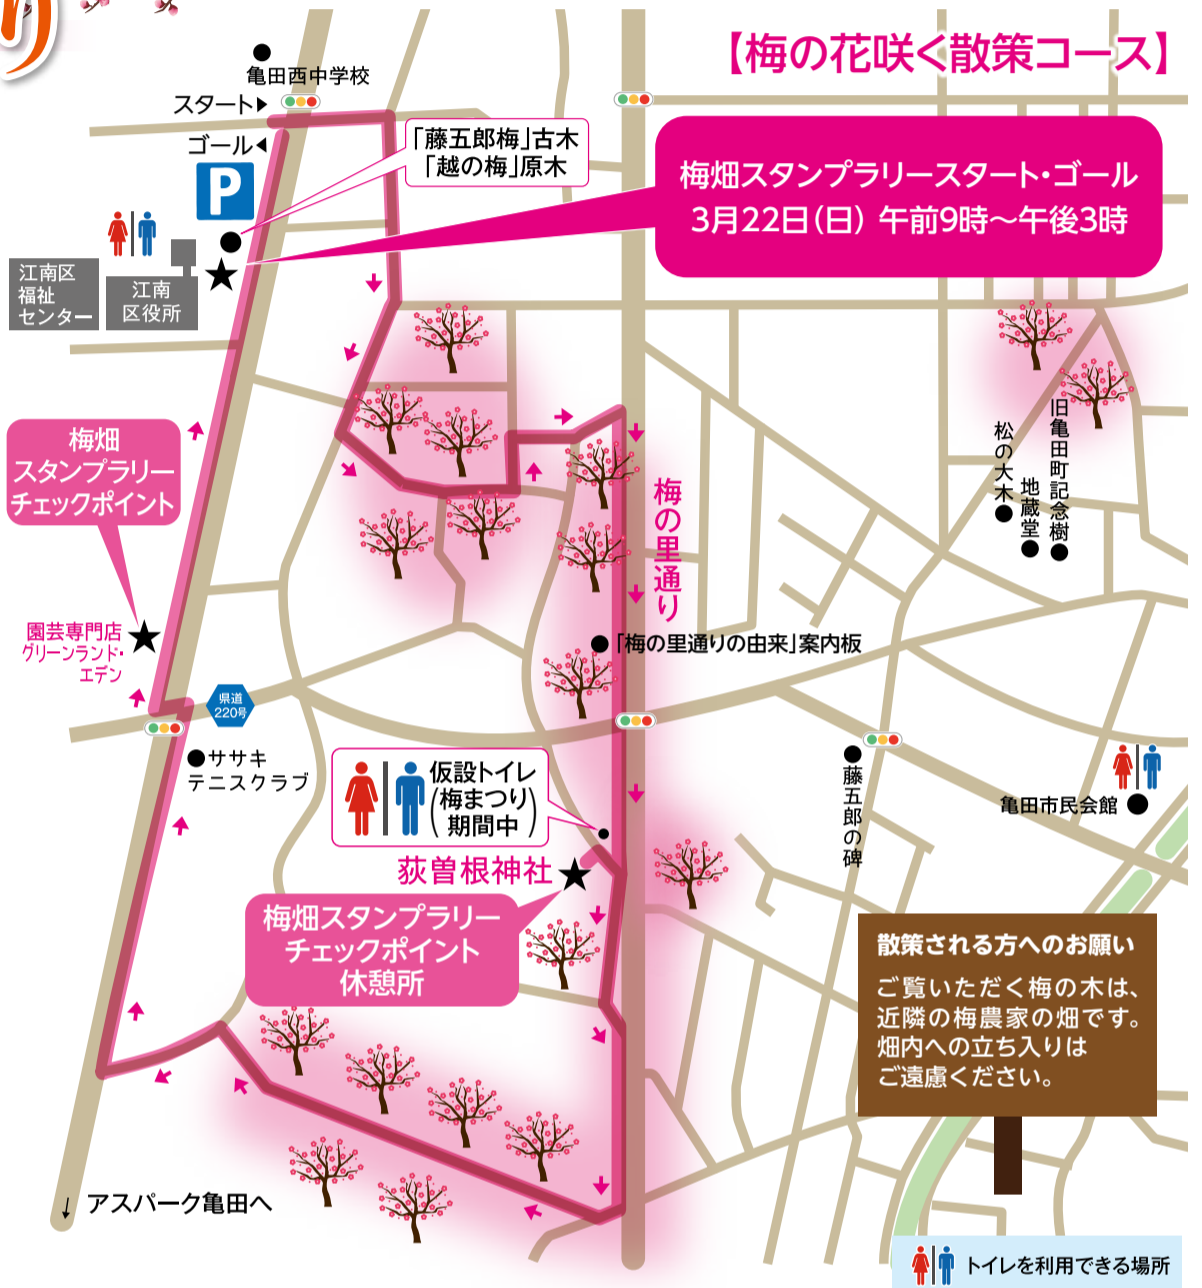 り
【梅の花咲く散策コース】
亀田西中学校
スタート▶
ゴール◀
P
「藤五郎梅」古木
「越の梅」原木
梅畑スタンプラリースタート・ゴール
3月22日（日） 午前9時～午後3時
江南区
福祉
センター
江南
区役所
梅畑
スタンプラリー
チェックポイント
旧亀田町記念樹
松の大木
地蔵堂
梅の里通り
園芸専門店
グリーンランド・
エデン
「梅の里通りの由来」案内板
県道
220号
ササキ
テニスクラブ
仮設トイレ
(梅まつり)
期間中
藤五郎の碑
亀田市民会館
荻曽根神社
梅畑スタンプラリー
チェックポイント
休憩所
散策される方へのお願い
ご覧いただく梅の木は、
近隣の梅農家の畑です。
畑内への立ち入りは
ご遠慮ください。
↓ アスパーク亀田へ
トイレを利用できる場所